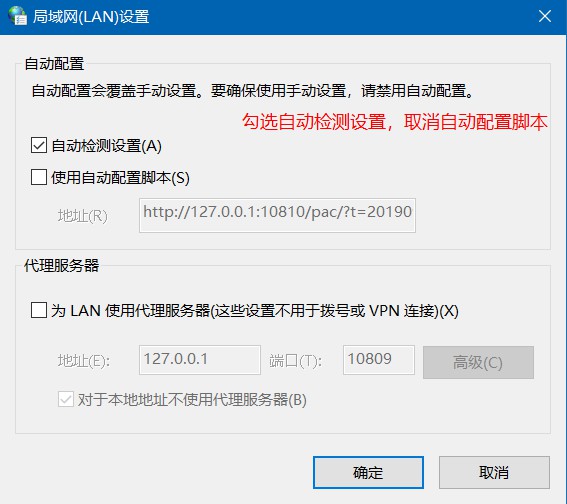 局域网(LAN)设置
自动配置
自动配置会覆盖手动设置。要确保使用手动设置，请禁用自动配置。
勾选自动检测设置，取消自动配置脚本
自动检测设置(A)
使用自动配置脚本(S)
地址(R)
http://127.0.0.1:10810/pac/?t=20190
代理服务器
为 LAN 使用代理服务器(这些设置不用于拨号或 VPN 连接)(X)
地址(E): 127.0.0.1 端口(T): 10809 高级(C)
对于本地地址不使用代理服务器(B)
确定 取消